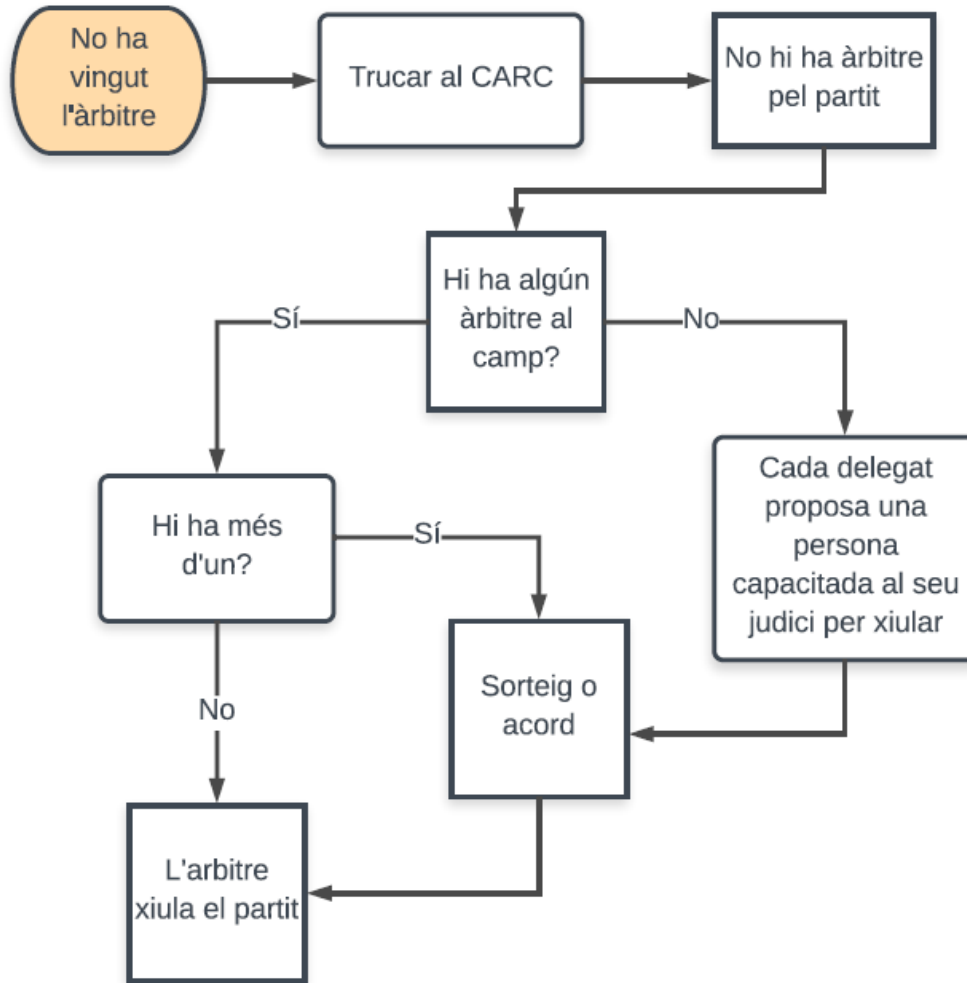 No ha
vingut
l'àrbitre
Trucar al CARC
No hi ha àrbitre
pel partit
Hi ha algún
àrbitre al
camp?
Sí
No
Cada delegat
proposa una
persona
capacitada al seu
judici per xiular
Hi ha més
d'un?
Sí
Sorteig o
acord
No
L'arbitre
xiula el partit